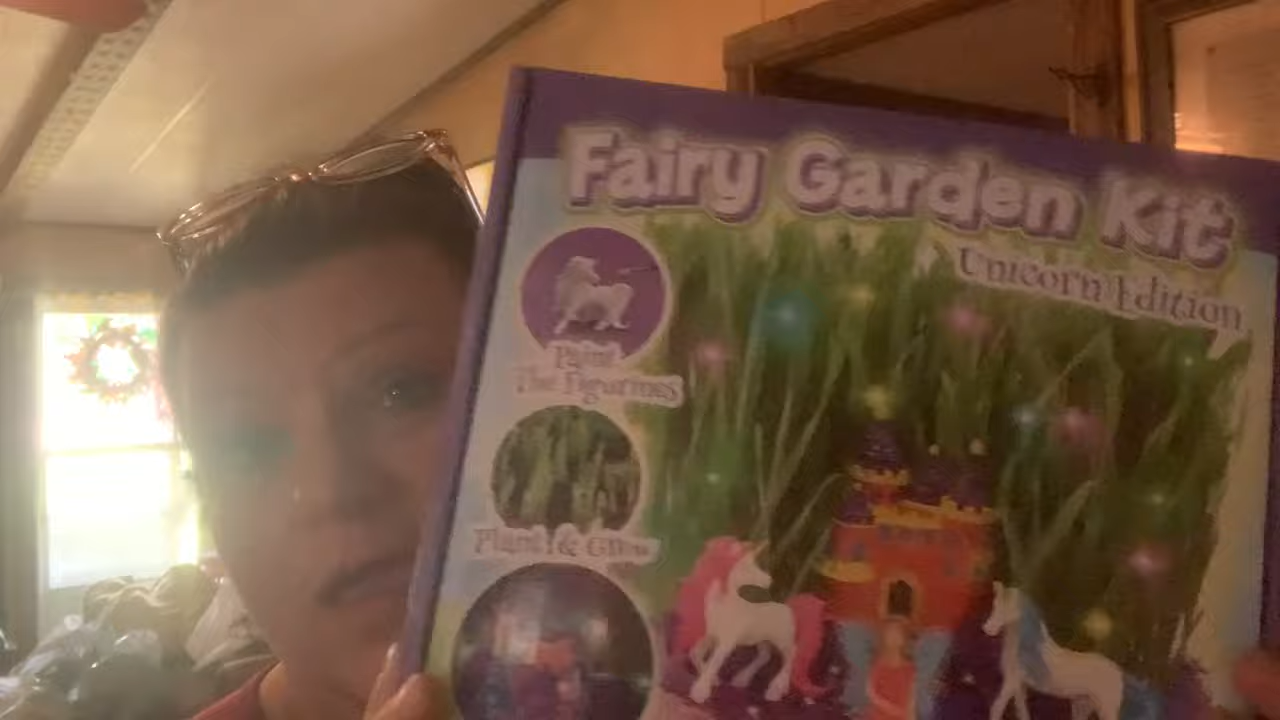 Fairy Garden Kit
Unicorn Edition
Paint
The Figurines
Plant & Grow